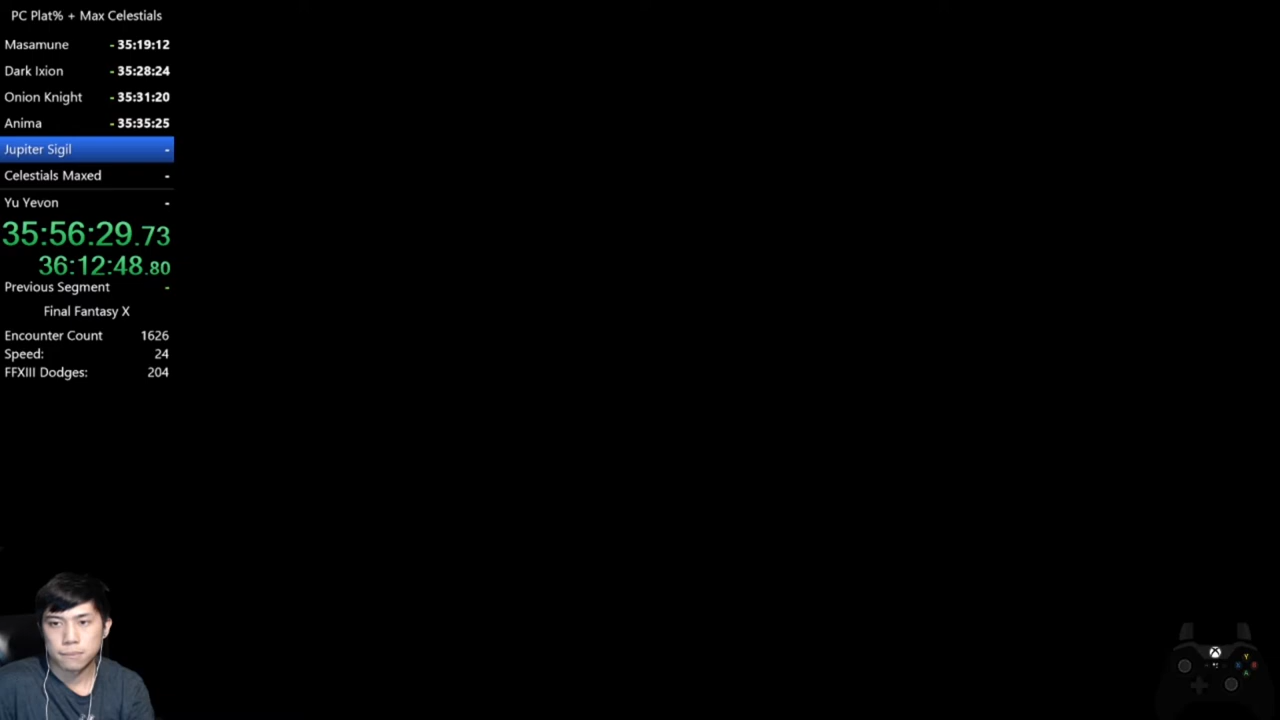 PC Plat% + Max Celestials
Masamune - 35:19:12
Dark Ixion - 35:28:24
Onion Knight - 35:31:20
Anima - 35:35:25
Jupiter Sigil -
Celestials Maxed -
Yu Yevon -
35:56:29.73
36:12:48.80
Previous Segment -
Final Fantasy X
Encounter Count 1626
Speed: 24
FFXIII Dodges: 204
Y
X B
A